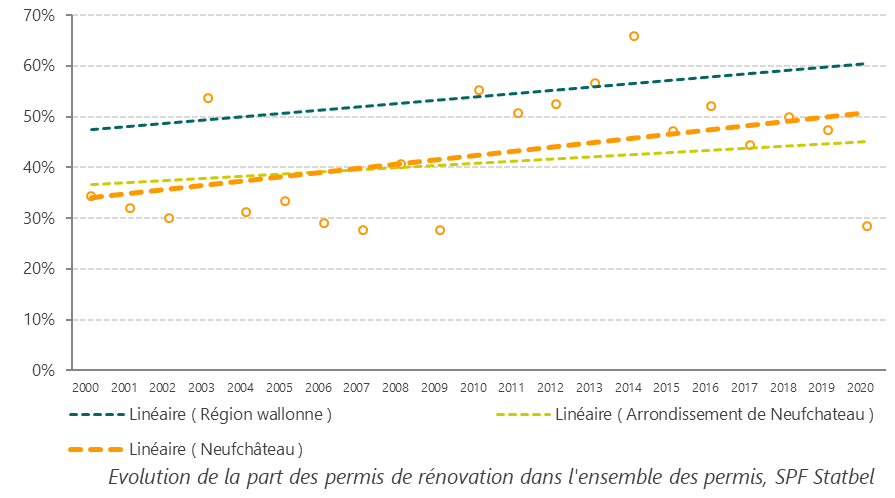 70%
60%
50%
40%
30%
20%
10%
0%
2000 2001 2002 2003 2004 2005 2006 2007 2008 2009 2010 2011 2012 2013 2014 2015 2016 2017 2018 2019 2020
Linéaire ( Région wallonne ) Linéaire ( Arrondissement de Neufchateau )
Linéaire ( Neufchâteau )
Evolution de la part des permis de rénovation dans l'ensemble des permis, SPF Statbel